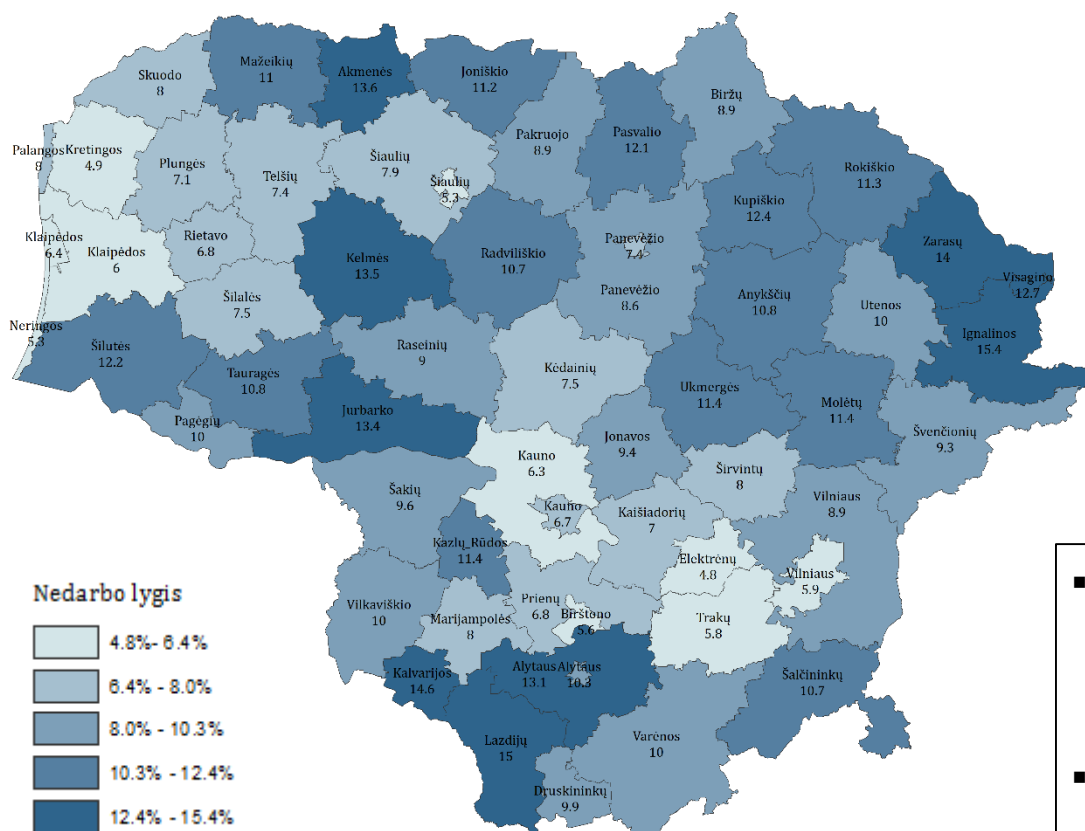 Skuodo
8
Mažeikių
11
Akmenės
13.6
Joniškio
11.2
Biržų
8.9
Pakruojo
8.9
Pasvalio
12.1
Palangos
8
Kretingos
4.9
Plungės
7.1
Telšių
7.4
Šiaulių
7.9
Šiaulių
5.3
Rokiškio
11.3
Kupiškio
12.4
Klaipėdos
6.4
Klaipėdos
6
Rietavo
6.8
Kelmės
13.5
Radviliškio
10.7
Panevėžio
7.4
Panevėžio
8.6
Anykščių
10.8
Utenos
10
Zarasų
14
Visagino
12.7
Ignalinos
15.4
Neringos
5.3
Šilutės
12.2
Šilalės
7.5
Tauragės
10.8
Raseinių
9
Kėdainių
7.5
Ukmergės
11.4
Molėtų
11.4
Švenčionių
9.3
Pagėgių
10
Jurbarko
13.4
Jonavos
9.4
Širvintų
8
Kauno
6.3
Kauno
6.7
Šakių
9.6
Kaišiadorių
7
Vilniaus
8.9
Kazlų_Rūdos
11.4
Elektrėnų
4.8
Vilniaus
5.9
Vilkaviškio
10
Marijampolės
8
Prienų
6.8
Birštono
5.6
Trakų
5.8
Kalvarijos
14.6
Alytaus
13.1
Alytaus
10.3
Šalčininkų
10.7
Lazdijų
15
Varėnos
10
Druskininkų
9.9
Nedarbo lygis
4.8%- 6.4%
6.4% - 8.0%
8.0% - 10.3%
10.3% - 12.4%
12.4% - 15.4%